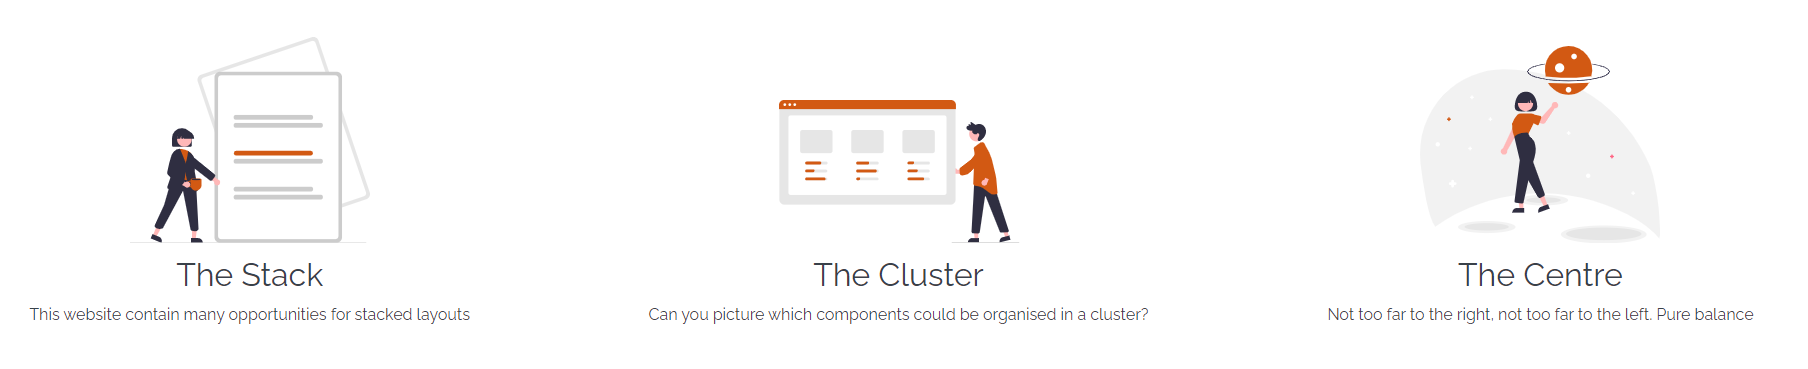 The Stack
This website contain many opportunities for stacked layouts
The Cluster
Can you picture which components could be organised in a cluster?
The Centre
Not too far to the right, not too far to the left. Pure balance